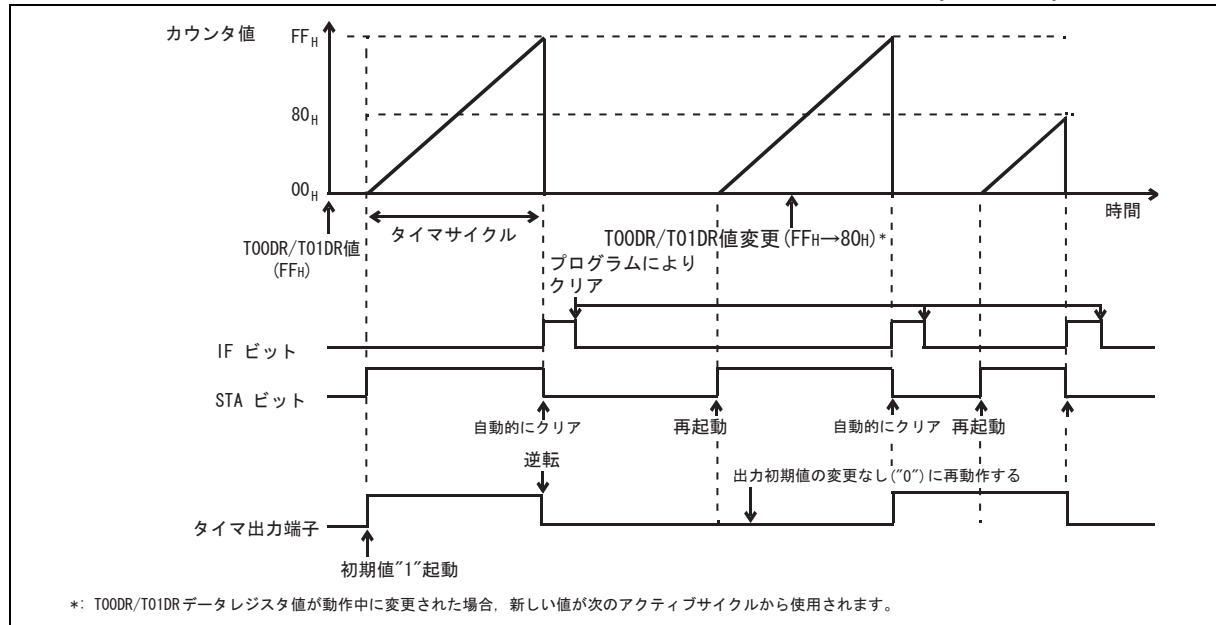 カウンタ値
FFH
80H
00H
時間
タイマサイクル
T00DR/T01DR値
(FFH)
T00DR/T01DR値変更(FFH→80H)*
プログラムにより
クリア
IF ビット
STA ビット
自動的にクリア
再起動
自動的にクリア
再起動
逆転
出力初期値の変更なし("0")に再動作する
タイマ出力端子
初期値"1"起動
*: T00DR/T01DRデータレジスタ値が動作中に変更された場合, 新しい値が次のアクティブサイクルから使用されます。